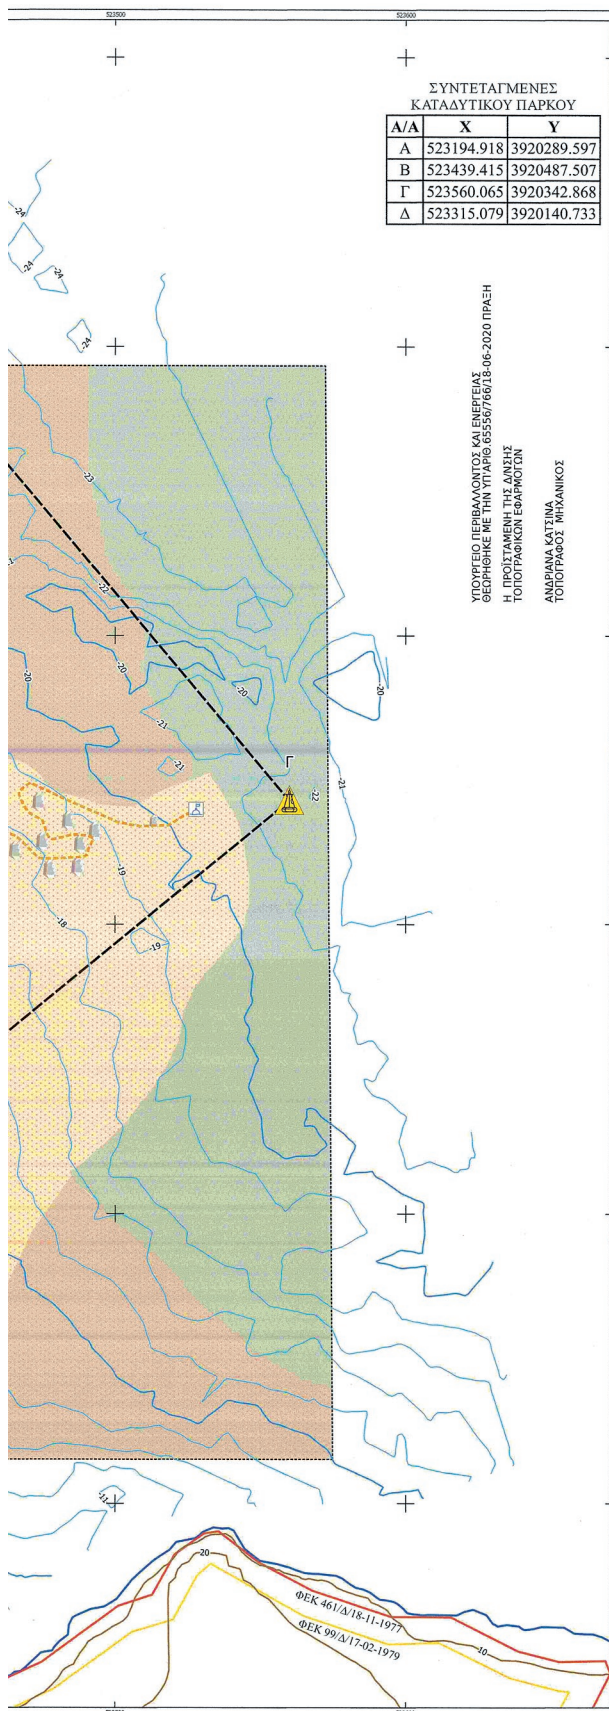 523500
523600
ΣΥΝΤΕΤΑΓΜΕΝΕΣ
ΚΑΤΑΔΥΤΙΚΟΥ ΠΑΡΚΟΥ
Α/Α Χ Υ
Α 523194.918 3920289.597
Β 523439.415 3920487.507
Γ 523560.065 3920342.868
Δ 523315.079 3920140.733
-24
-24
-24
-24
ΥΠΟΥΡΓΕΙΟ ΠΕΡΙΒΑΛΛΟΝΤΟΣ ΚΑΙ ΕΝΕΡΓΕΙΑΣ
ΘΕΩΡΗΘΗΚΕ ΜΕ ΤΗΝ ΥΠ'ΑΡΙΘ.65556/766/18-06-2020 ΠΡΑΞΗ
Η ΠΡΟΪΣΤΑΜΕΝΗ ΤΗΣ Δ/ΝΣΗΣ
ΤΟΠΟΓΡΑΦΙΚΩΝ ΕΦΑΡΜΟΓΩΝ
ΑΝΔΡΙΑΝΑ ΚΑΤΣΙΝΑ
ΤΟΠΟΓΡΑΦΟΣ ΜΗΧΑΝΙΚΟΣ
-23
-22
-20
-20
-20
-20
-21
-21
Γ
-21
-22
-19
-18
-19
-11
-20
ΦΕΚ 461/Δ/18-11-1977
ΦΕΚ 99/Δ/17-02-1979
-10